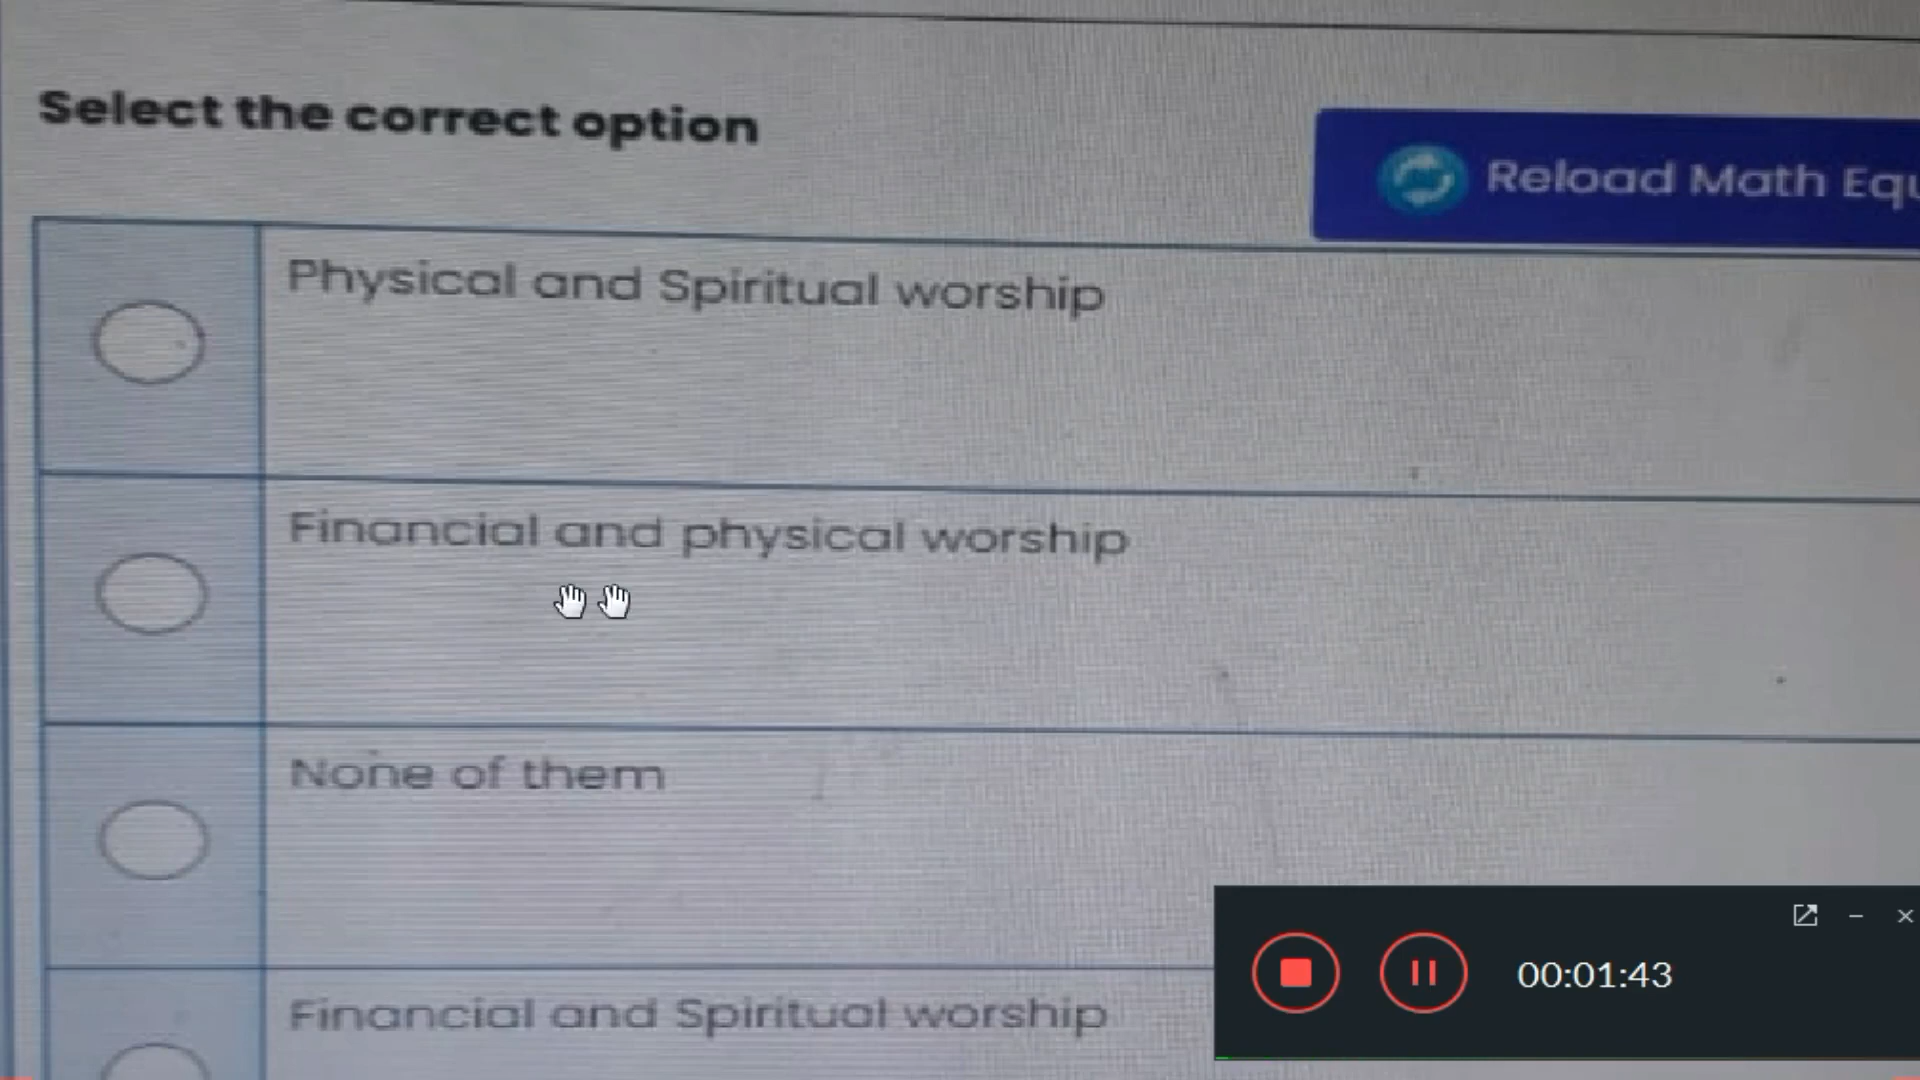 Select the correct option
Reload Math Equ
Physical and Spiritual worship
Financial and physical worship
None of them
Financial and Spiritual worship
00:01:43